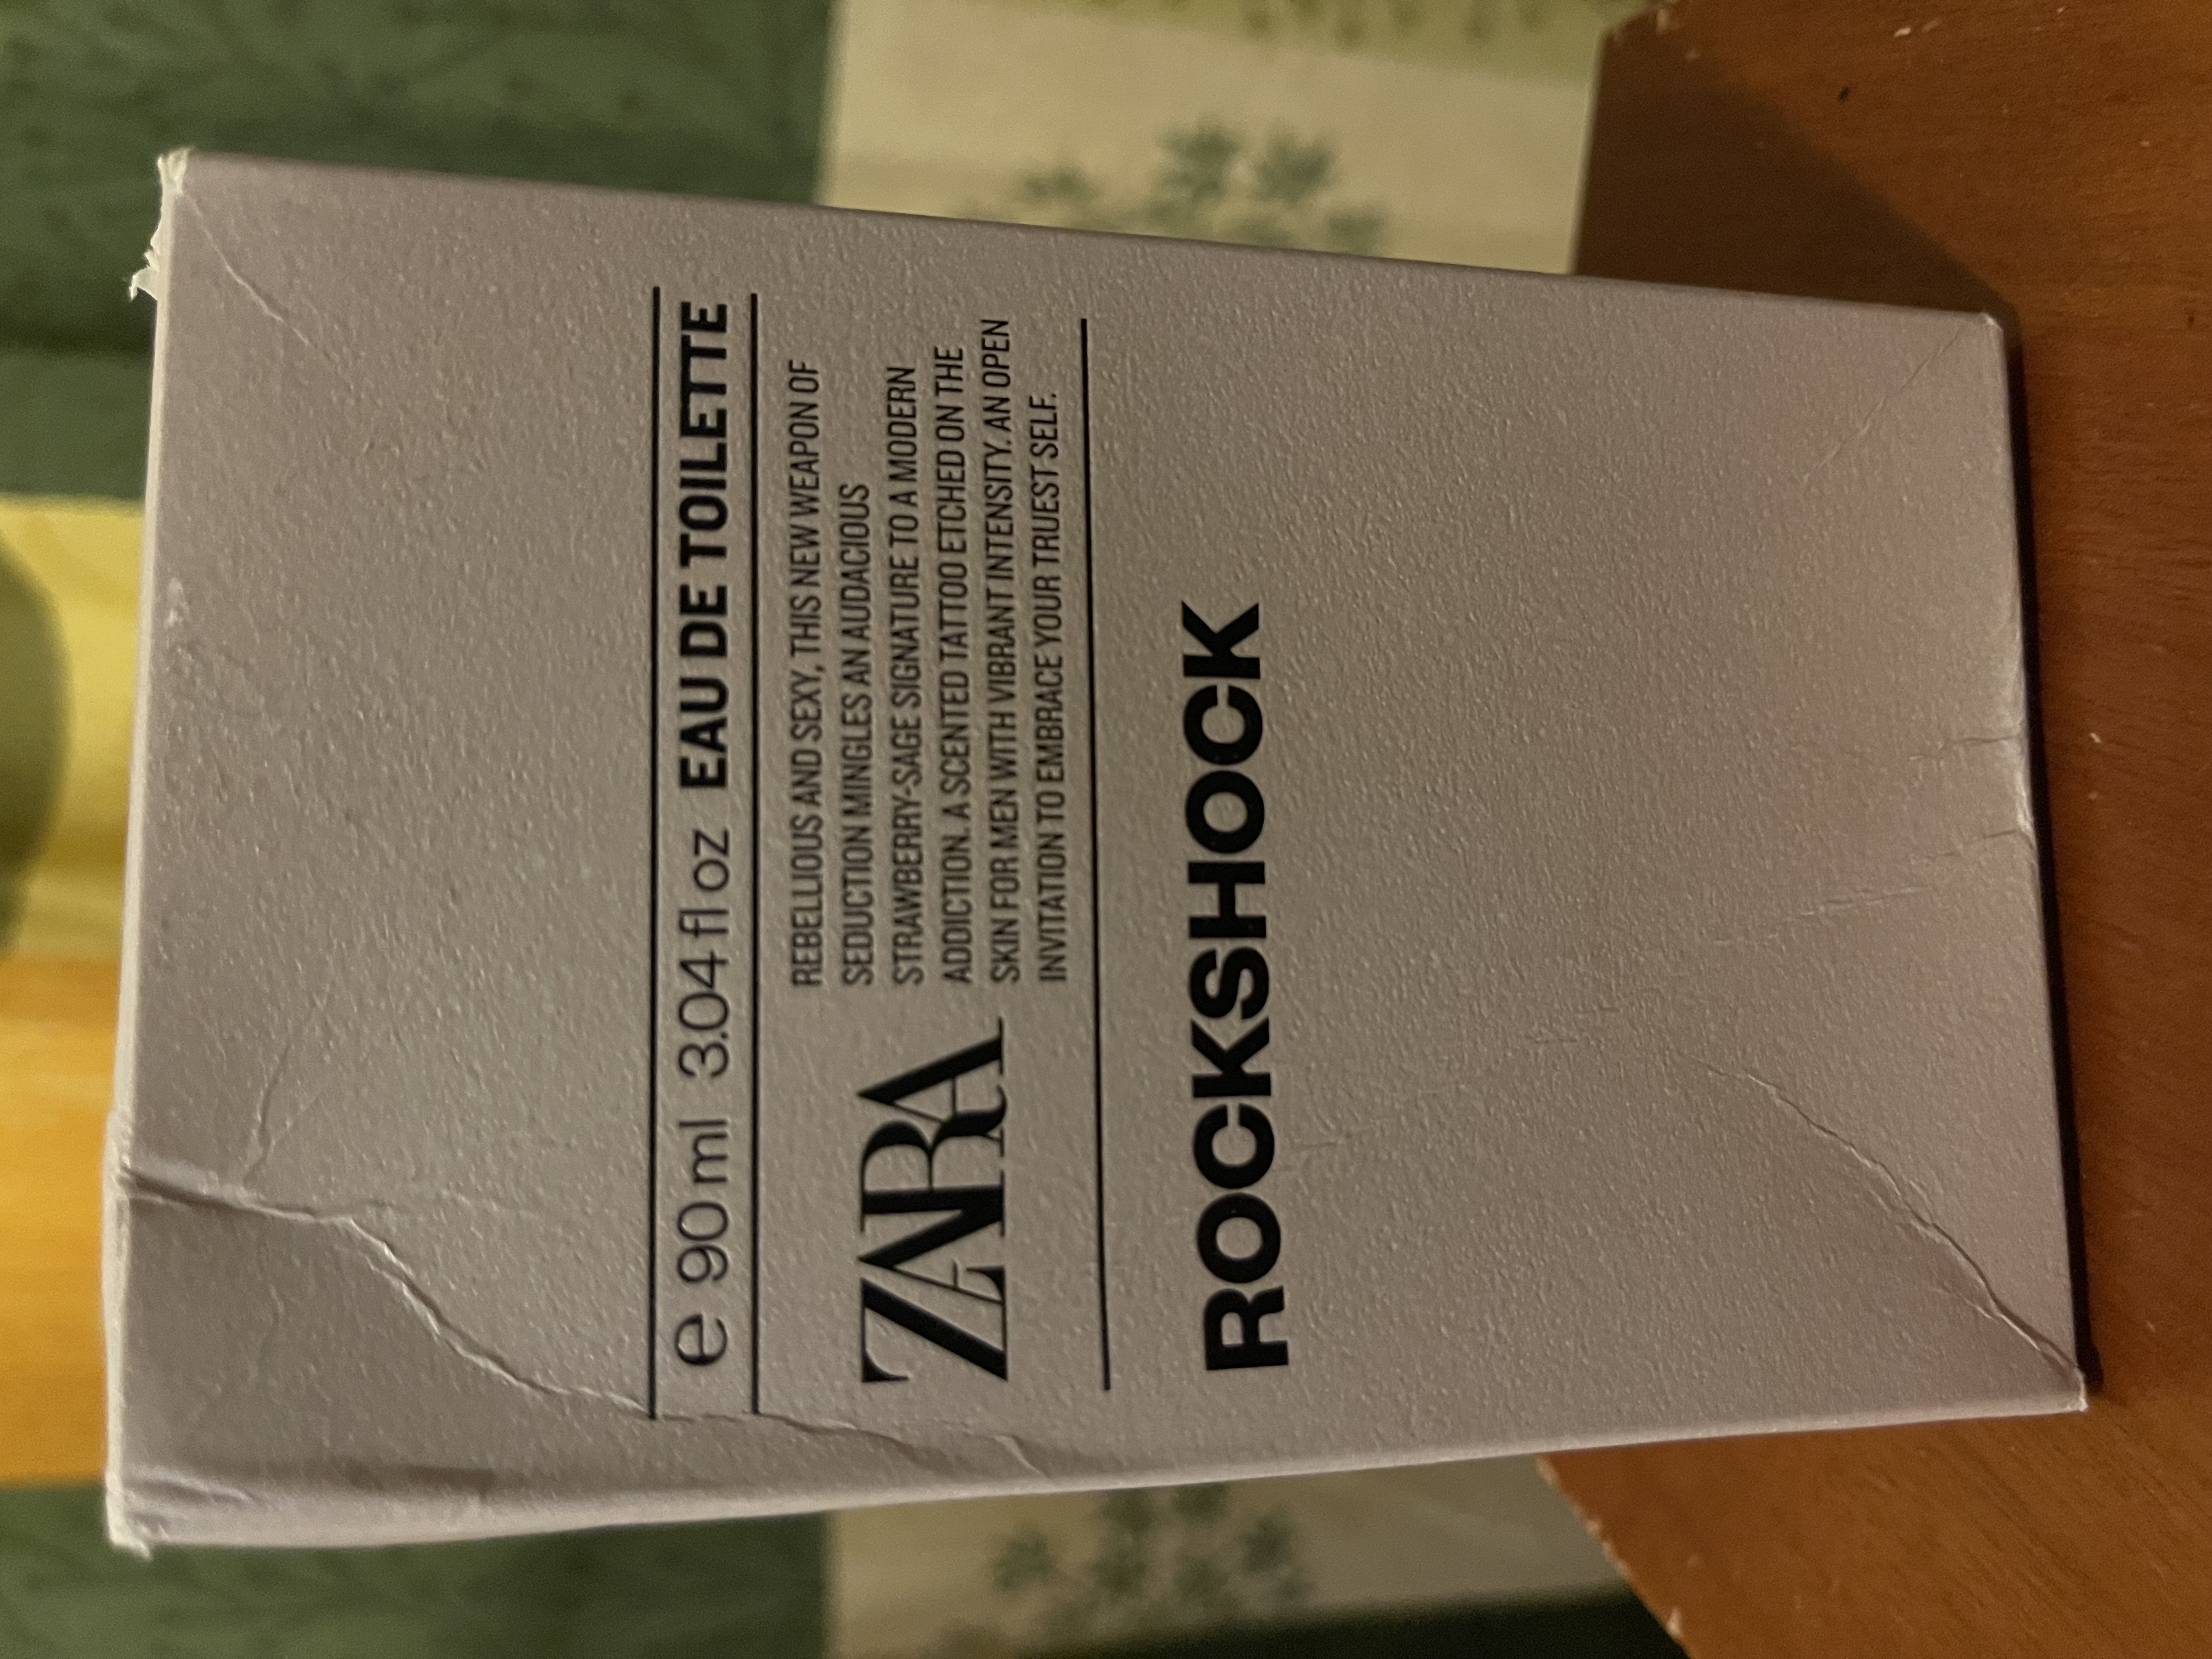 e 90 ml 3.04 fl oz EAU DE TOILETTE
ZARA
REBELLIOUS AND SEXY, THIS NEW WEAPON OF
SEDUCTION MINGLES AN AUDACIOUS
STRAWBERRY-SAGE SIGNATURE TO A MODERN
ADDICTION. A SCENTED TATTOO ETCHED ON THE
SKIN FOR MEN WITH VIBRANT INTENSITY. AN OPEN
INVITATION TO EMBRACE YOUR TRUEST SELF.
ROCKSHOCK